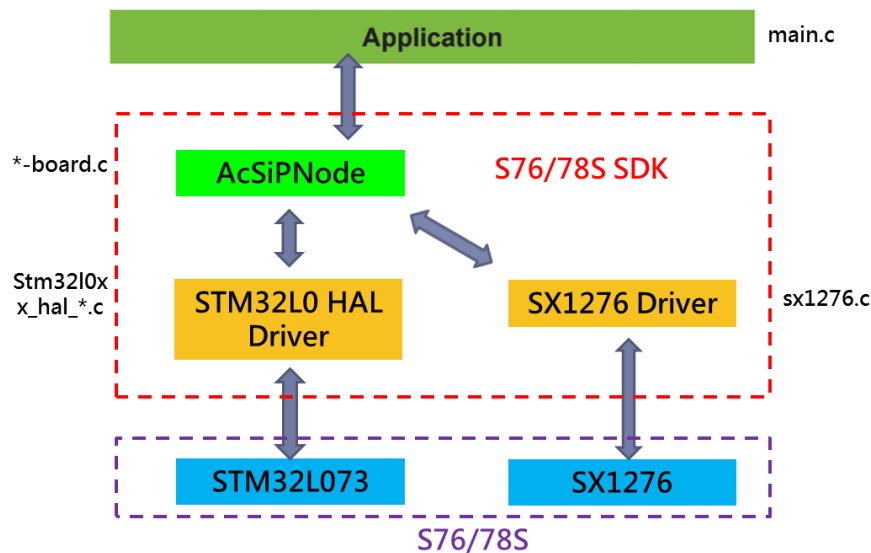 Application
main.c
*-board.c
AcSiPNode
S76/78S SDK
Stm32l0x
x_hal_*.c
STM32L0 HAL
Driver
SX1276 Driver
sx1276.c
STM32L073
SX1276
S76/78S